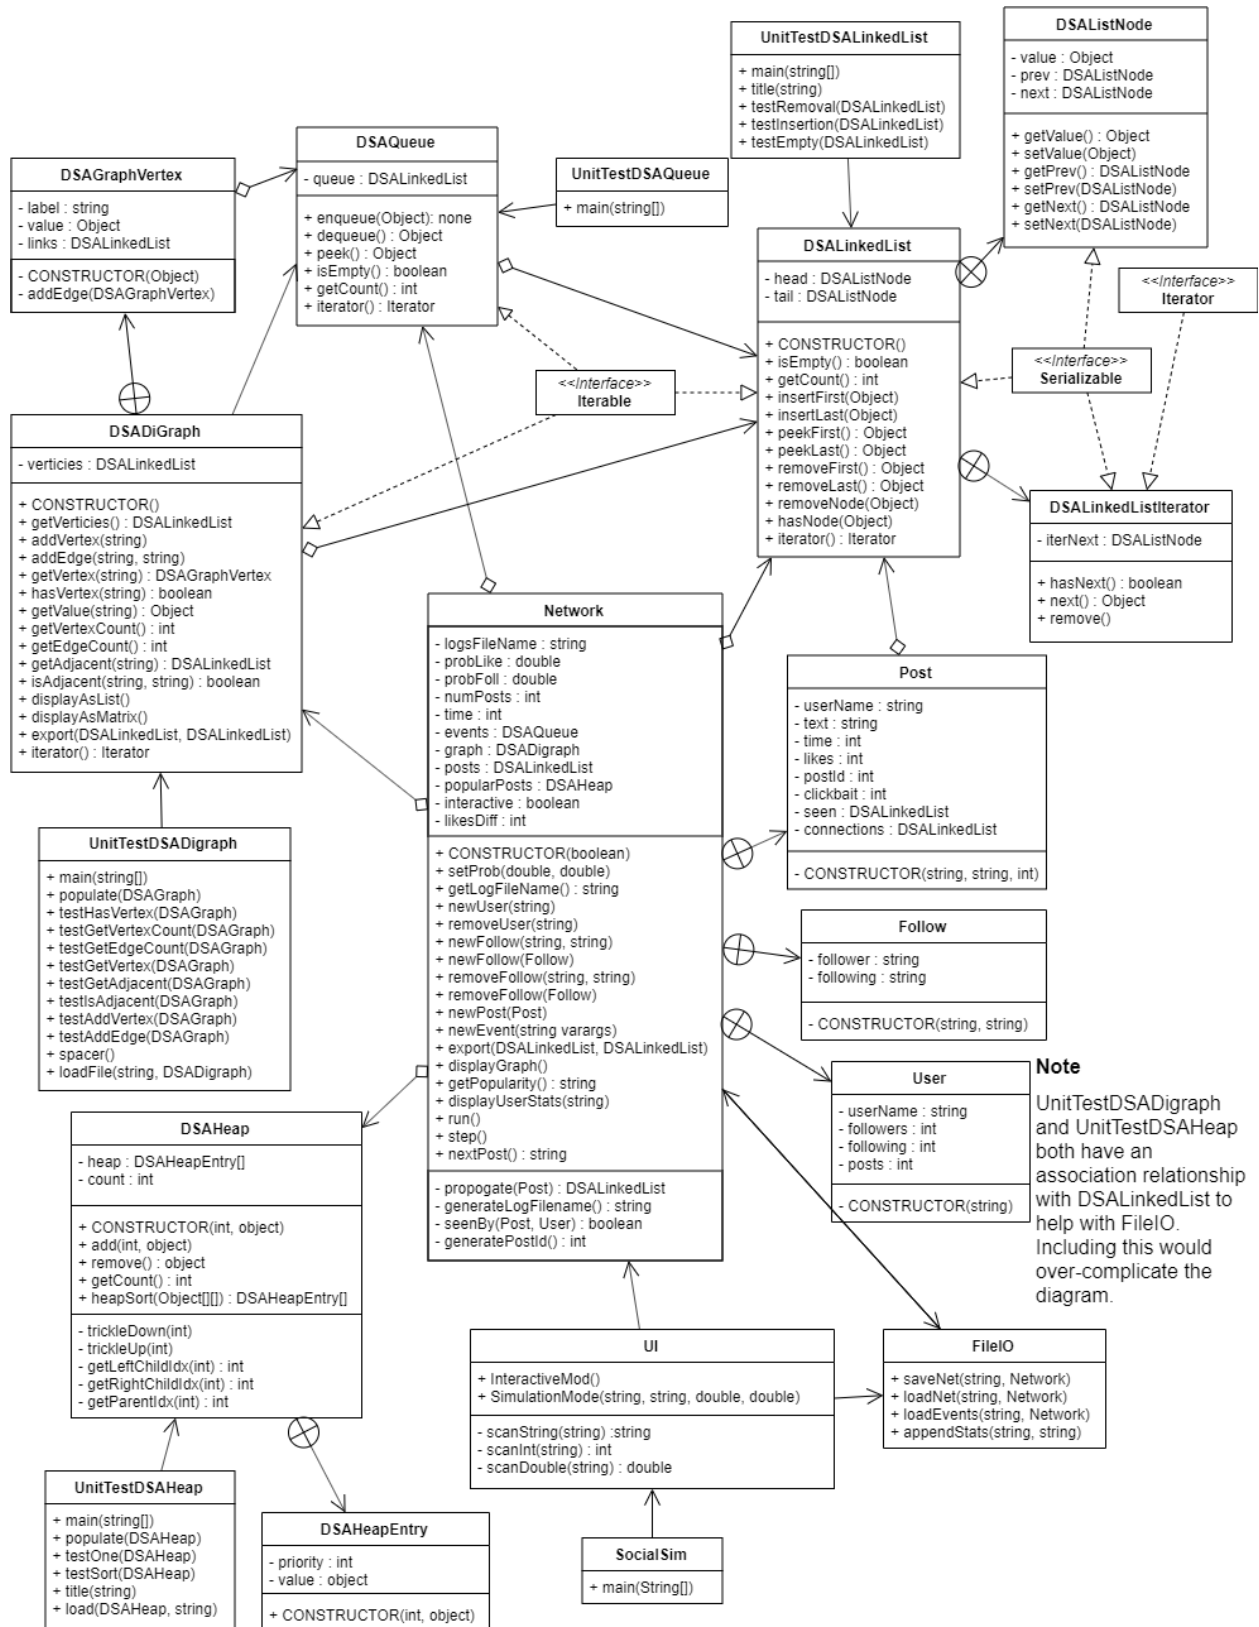 UnitTestDSALinkedList
+ main(string[])
+ title(string)
+ testRemoval(DSALinkedList)
+ testInsertion(DSALinkedList)
+ testEmpty(DSALinkedList)
DSAListNode
- value : Object
- prev : DSAListNode
- next : DSAListNode
+ getValue() : Object
+ setValue(Object)
+ getPrev() : DSAListNode
+ setPrev(DSAListNode)
+ getNext() : DSAListNode
+ setNext(DSAListNode)
DSAQueue
- queue : DSALinkedList
+ enqueue(Object): none
+ dequeue() : Object
+ peek() : Object
+ isEmpty() : boolean
+ getCount() : int
+ iterator() : Iterator
DSAGraphVertex
- label : string
- value : Object
- links : DSALinkedList
- CONSTRUCTOR(Object)
- addEdge(DSAGraphVertex)
UnitTestDSAQueue
+ main(string[])
DSALinkedList
- head : DSAListNode
- tail : DSAListNode
+ CONSTRUCTOR()
+ isEmpty() : boolean
+ getCount() : int
+ insertFirst(Object)
+ insertLast(Object)
+ peekFirst() : Object
+ peekLast() : Object
+ removeFirst() : Object
+ removeLast() : Object
+ removeNode(Object)
+ hasNode(Object)
+ iterator() : Iterator
<<Interface>>
Iterator
<<Interface>>
Serializable
<<Interface>>
Iterable
DSADiGraph
- verticies : DSALinkedList
+ CONSTRUCTOR()
+ getVerticies() : DSALinkedList
+ addVertex(string)
+ addEdge(string, string)
+ getVertex(string) : DSAGraphVertex
+ hasVertex(string) : boolean
+ getValue(string) : Object
+ getVertexCount() : int
+ getEdgeCount() : int
+ getAdjacent(string) : DSALinkedList
+ isAdjacent(string, string) : boolean
+ displayAsList()
+ displayAsMatrix()
+ export(DSALinkedList, DSALinkedList)
+ iterator() : Iterator
DSALinkedListIterator
- iterNext : DSAListNode
+ hasNext() : boolean
+ next() : Object
+ remove()
Network
- logsFileName : string
- probLike : double
- probFoll : double
- numPosts : int
- time : int
- events : DSAQueue
- graph : DSADigraph
- posts : DSALinkedList
- popularPosts : DSAHeap
- interactive : boolean
- likesDiff : int
+ CONSTRUCTOR(boolean)
+ setProb(double, double)
+ getLogFileName() : string
+ newUser(string)
+ removeUser(string)
+ newFollow(string, string)
+ newFollow(Follow)
+ removeFollow(string, string)
+ removeFollow(Follow)
+ newPost(Post)
+ newEvent(string varargs)
+ export(DSALinkedList, DSALinkedList)
+ displayGraph()
+ getPopularity() : string
+ displayUserStats(string)
+ run()
+ step()
+ nextPost() : string
- propogate(Post) : DSALinkedList
- generateLogFilename() : string
- seenBy(Post, User) : boolean
- generatePostId() : int
Post
- userName : string
- text : string
- time : int
- likes : int
- postId : int
- clickbait : int
- seen : DSALinkedList
- connections : DSALinkedList
- CONSTRUCTOR(string, string, int)
UnitTestDSADigraph
+ main(string[])
+ populate(DSAGraph)
+ testHasVertex(DSAGraph)
+ testGetVertexCount(DSAGraph)
+ testGetEdgeCount(DSAGraph)
+ testGetVertex(DSAGraph)
+ testGetAdjacent(DSAGraph)
+ testIsAdjacent(DSAGraph)
+ testAddVertex(DSAGraph)
+ testAddEdge(DSAGraph)
+ spacer()
+ loadFile(string, DSADigraph)
Follow
- follower : string
- following : string
- CONSTRUCTOR(string, string)
User
- userName : string
- followers : int
- following : int
- posts : int
- CONSTRUCTOR(string)
Note
UnitTestDSADigraph
and UnitTestDSAHeap
both have an
association relationship
with DSALinkedList to
help with FileIO.
Including this would
over-complicate the
diagram.
DSAHeap
- heap : DSAHeapEntry[]
- count : int
+ CONSTRUCTOR(int, object)
+ add(int, object)
+ remove() : object
+ getCount() : int
+ heapSort(Object[][]) : DSAHeapEntry[]
- trickleDown(int)
- trickleUp(int)
- getLeftChildIdx(int) : int
- getRightChildIdx(int) : int
- getParentIdx(int) : int
UI
+ InteractiveMod()
+ SimulationMode(string, string, double, double)
- scanString(string) :string
- scanInt(string) : int
- scanDouble(string) : double
FileIO
+ saveNet(string, Network)
+ loadNet(string, Network)
+ loadEvents(string, Network)
+ appendStats(string, string)
UnitTestDSAHeap
+ main(string[])
+ populate(DSAHeap)
+ testOne(DSAHeap)
+ testSort(DSAHeap)
+ title(string)
+ load(DSAHeap, string)
DSAHeapEntry
- priority : int
- value : object
+ CONSTRUCTOR(int, object)
SocialSim
+ main(String[])